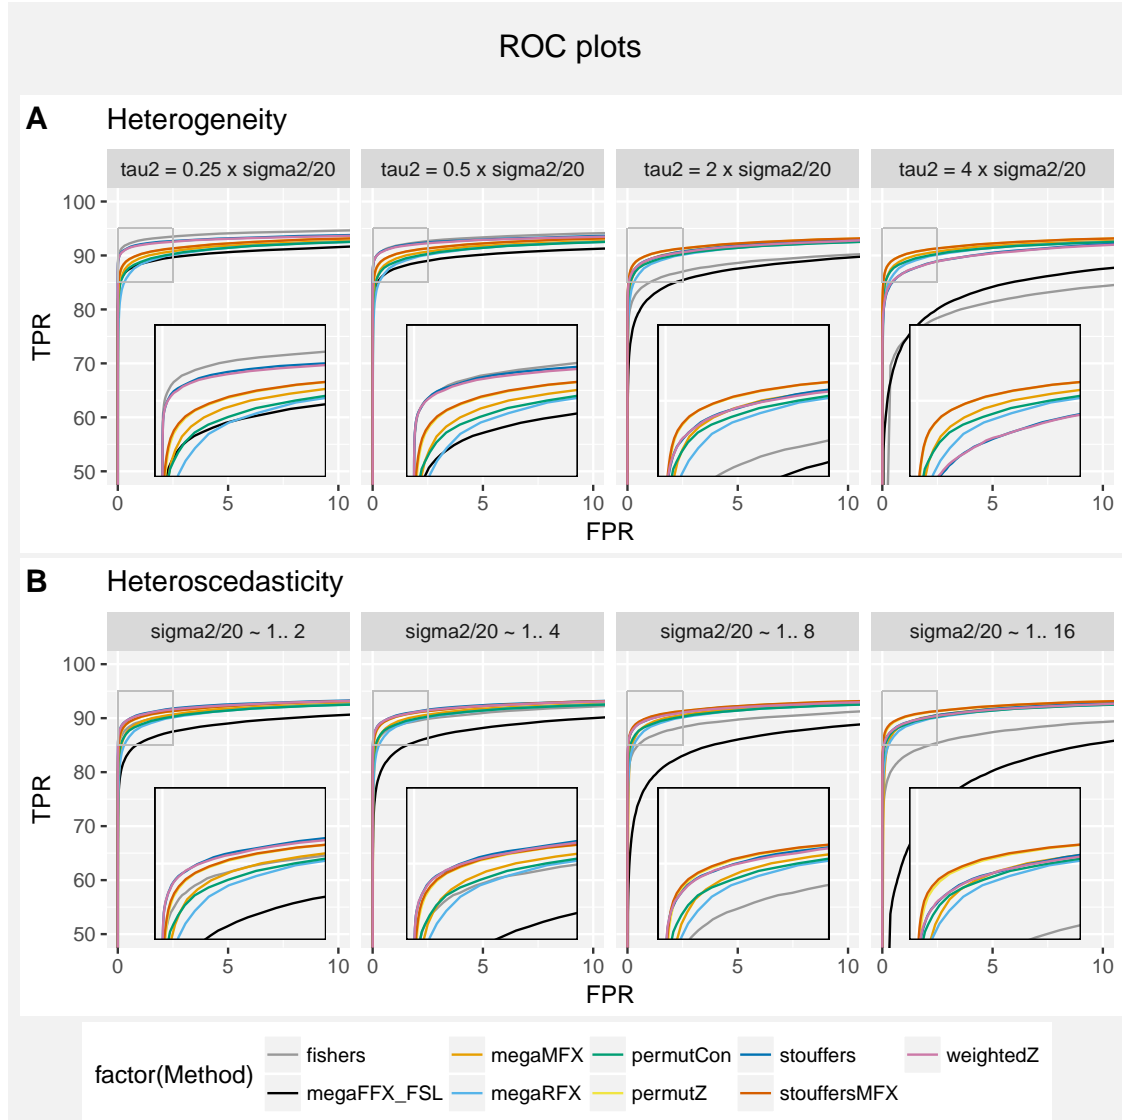 ROC plots
A Heterogeneity
tau2 = 0.25 x sigma2/20 tau2 = 0.5 x sigma2/20 tau2 = 2 x sigma2/20 tau2 = 4 x sigma2/20
TPR
100
90
80
70
60
50
0 5 10 0 5 10 0 5 10 0 5 10
FPR
B Heteroscedasticity
sigma2/20 ~ 1.. 2 sigma2/20 ~ 1.. 4 sigma2/20 ~ 1.. 8 sigma2/20 ~ 1.. 16
TPR
100
90
80
70
60
50
0 5 10 0 5 10 0 5 10 0 5 10
FPR
factor(Method)
fishers megaMFX permutCon stouffers weightedZ
megaFFX_FSL megaRFX permutZ stouffersMFX